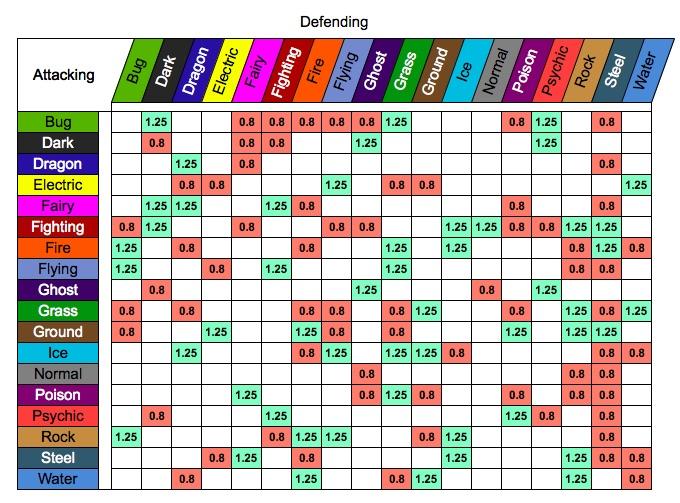 Defending
Attacking Bug Dark Dragon Electric Fairy Fighting Fire Flying Ghost Grass Ground Ice Normal Poison Psychic Rock Steel Water
Bug 1.25 0.8 0.8 0.8 0.8 0.8 1.25 0.8 1.25 0.8
Dark 0.8 0.8 0.8 1.25 1.25
Dragon 1.25 0.8 0.8
Electric 0.8 0.8 1.25 0.8 0.8 1.25
Fairy 1.25 1.25 1.25 0.8 0.8 0.8
Fighting 0.8 1.25 0.8 0.8 0.8 1.25 1.25 0.8 0.8 1.25 1.25
Fire 1.25 0.8 0.8 1.25 1.25 0.8 1.25 0.8
Flying 1.25 0.8 1.25 1.25 0.8 0.8
Ghost 0.8 1.25 0.8 1.25
Grass 0.8 0.8 0.8 0.8 0.8 1.25 0.8 1.25 0.8 1.25
Ground 0.8 1.25 1.25 0.8 0.8 1.25 1.25 1.25
Ice 1.25 0.8 1.25 1.25 1.25 0.8 0.8 0.8
Normal 0.8 0.8 0.8
Poison 1.25 0.8 1.25 0.8 0.8 0.8 0.8
Psychic 0.8 1.25 1.25 0.8 0.8
Rock 1.25 0.8 1.25 1.25 0.8 1.25 0.8
Steel 0.8 1.25 0.8 1.25 1.25 0.8 0.8
Water 0.8 1.25 0.8 1.25 1.25 0.8